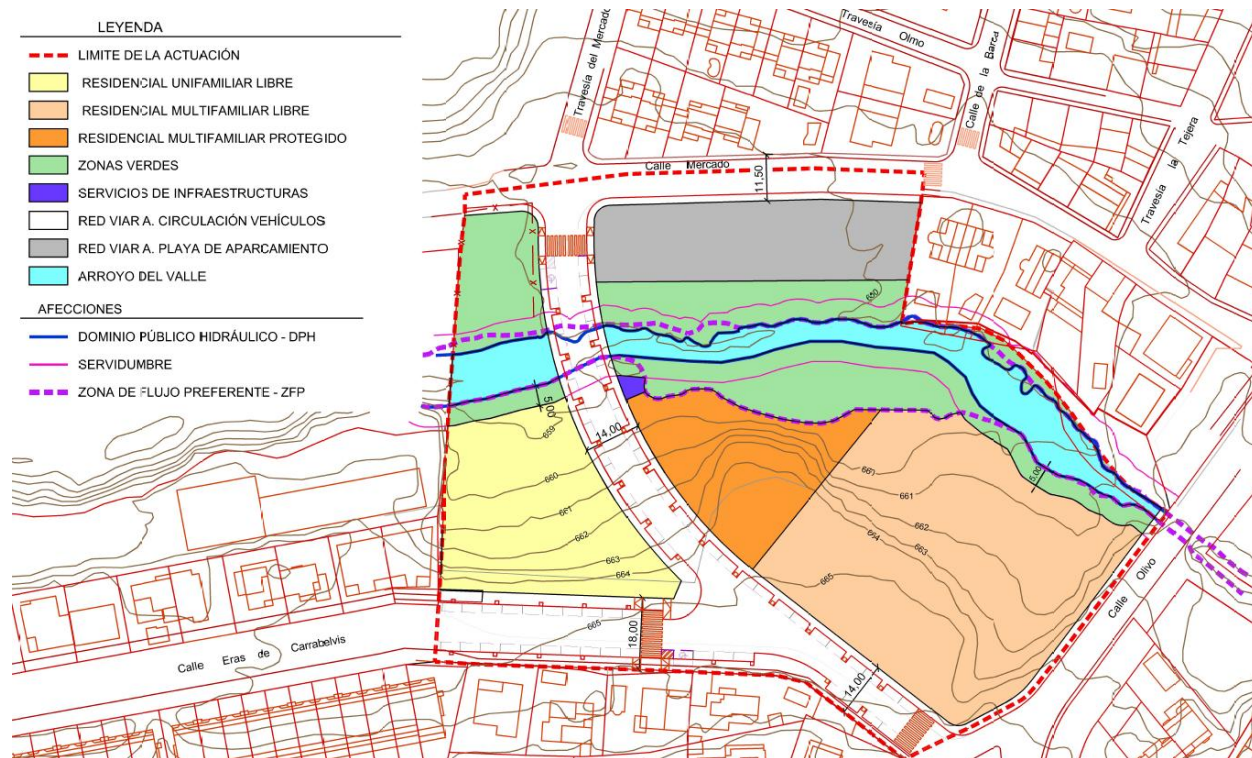 LEYENDA
LIMITE DE LA ACTUACIÓN
RESIDENCIAL UNIFAMILIAR LIBRE
RESIDENCIAL MULTIFAMILIAR LIBRE
RESIDENCIAL MULTIFAMILIAR PROTEGIDO
ZONAS VERDES
SERVICIOS DE INFRAESTRUCTURAS
RED VIAR A. CIRCULACIÓN VEHÍCULOS
RED VIAR A. PLAYA DE APARCAMIENTO
ARROYO DEL VALLE
AFECCIONES
DOMINIO PÚBLICO HIDRÁULICO - DPH
SERVIDUMBRE
ZONA DE FLUJO PREFERENTE - ZFP
Travesía del Mercado
Travesía Olmo
Calle de la Barca
Travesía la Tejera
Calle Mercado
11,50
660
5,00
659
14,00
660
661
662
663
664
660
661
662
663
664
665
5,00
665
18,00
14,00
Calle Eras de Carrabelvis
Calle Olivo